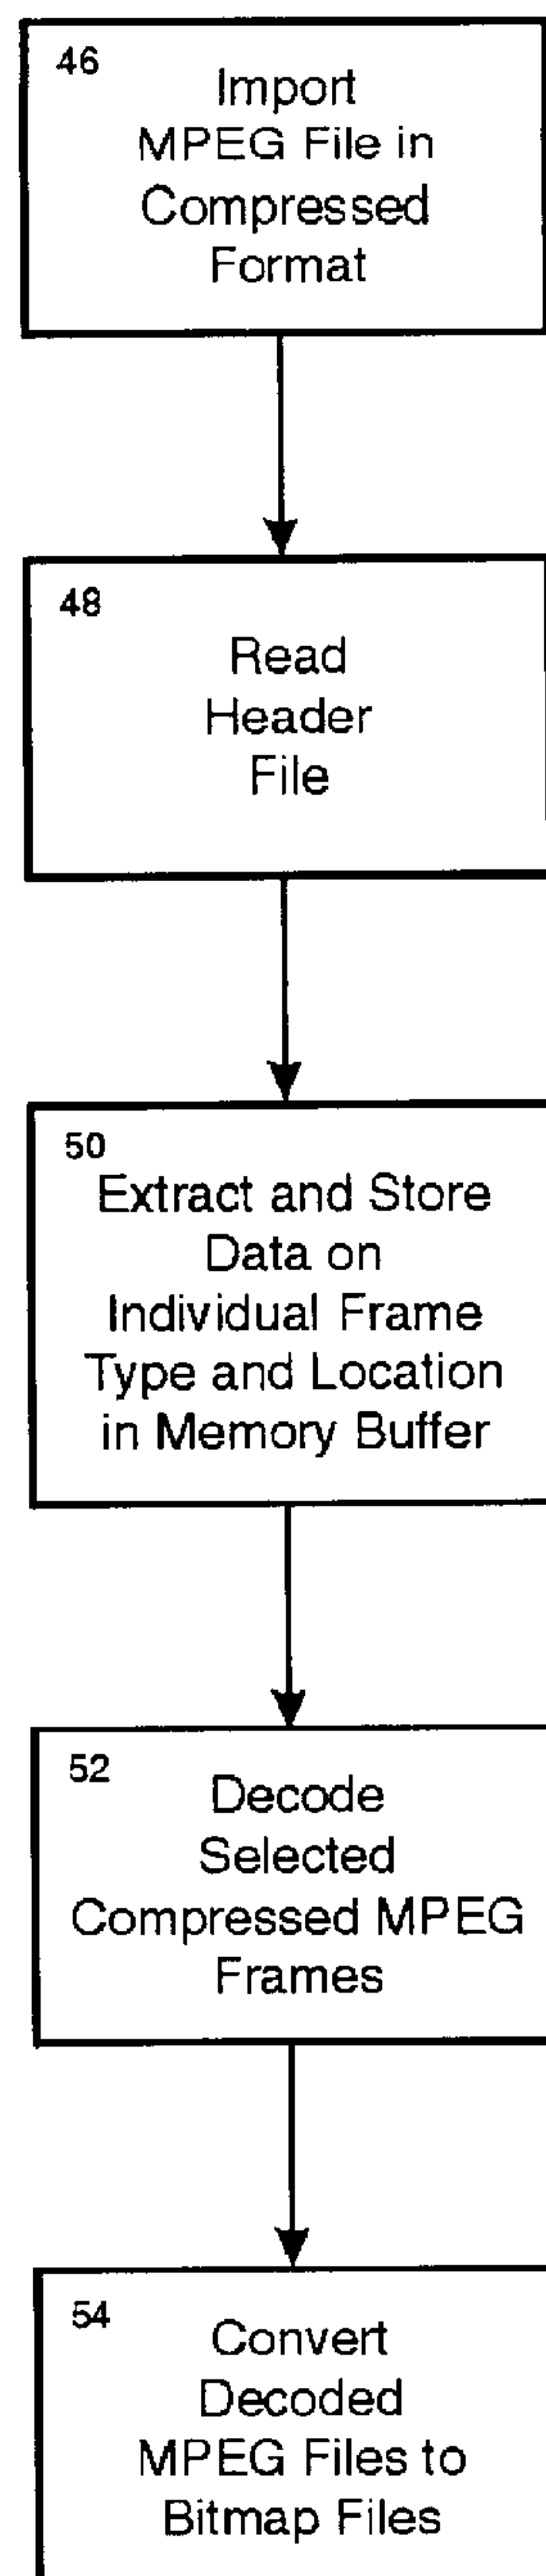 46
Import
MPEG File in
Compressed
Format
48
Read
Header
File
50
Extract and Store
Data on
Individual Frame
Type and Location
in Memory Buffer
52
Decode
Selected
Compressed MPEG
Frames
54
Convert
Decoded
MPEG Files to
Bitmap Files